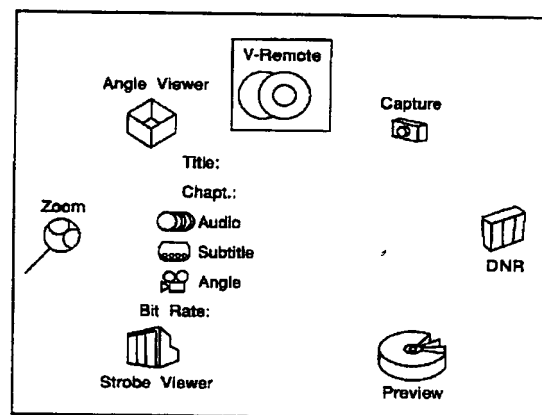 V-Remote
Angle Viewer
Capture
Title:
Chapt.:
Zoom
Audio
Subtitle
DNR
Angle
Bit Rate:
Strobe Viewer
Preview